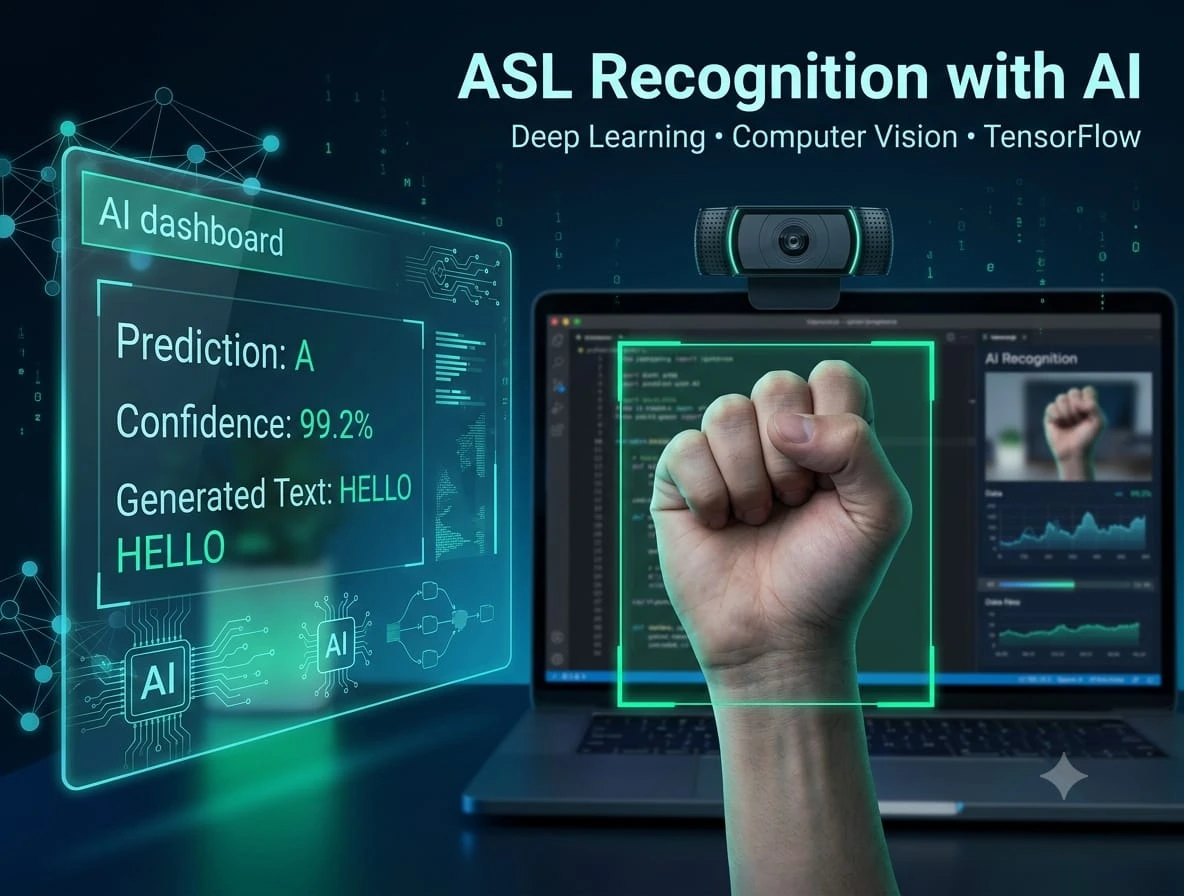 ASL Recognition with AI
Deep Learning • Computer Vision • TensorFlow
AI dashboard
Prediction: A
Confidence: 99.2%
Generated Text: HELLO
HELLO
AI
AI
AI Recognition
Data